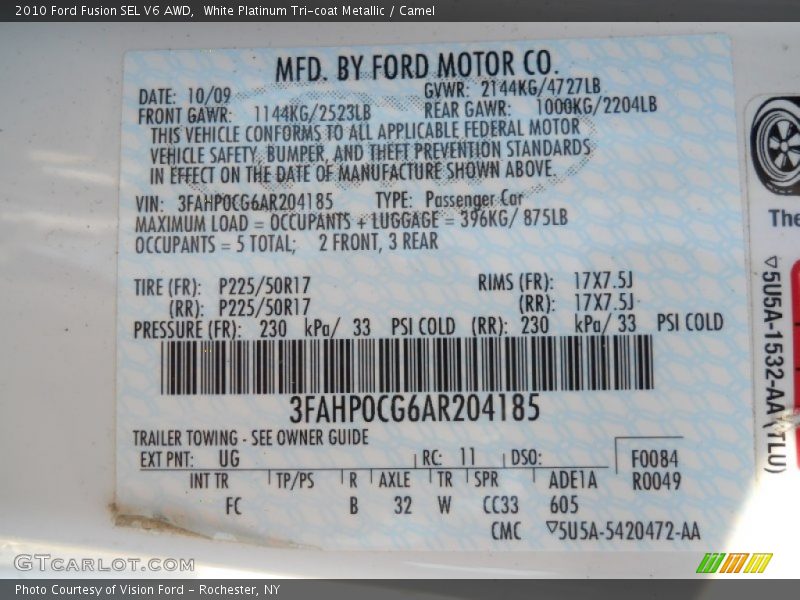 2010 Ford Fusion SEL V6 AWD,  White Platinum Tri-coat Metallic / Camel
MFD. BY FORD MOTOR CO.
DATE: 10/09 GVWR: 2144KG/4727LB
FRONT GAWR: 1144KG/2523LB REAR GAWR: 1000KG/2204LB
THIS VEHICLE CONFORMS TO ALL APPLICABLE FEDERAL MOTOR
VEHICLE SAFETY, BUMPER, AND THEFT PREVENTION STANDARDS
IN EFFECT ON THE DATE OF MANUFACTURE SHOWN ABOVE.
VIN: 3FAHP0CG6AR204185 TYPE: Passenger Car
MAXIMUM LOAD = OCCUPANTS + LUGGAGE = 396KG/ 875LB
OCCUPANTS = 5 TOTAL; 2 FRONT, 3 REAR
TIRE (FR): P225/50R17 RIMS (FR): 17X7.5J
(RR): P225/50R17 (RR): 17X7.5J
PRESSURE (FR): 230 kPa/ 33 PSI COLD (RR): 230 kPa/ 33 PSI COLD
3FAHP0CG6AR204185
TRAILER TOWING - SEE OWNER GUIDE
EXT PNT: UG RC: 11 DSO: F0084
INT TR TP/PS R AXLE TR SPR ADE1A R0049
FC B 32 W CC33 605
CMC ▽5U5A-5420472-AA
The
▽5U5A-1532-AA (TLU)
GTCarLot.com
Photo Courtesy of Vision Ford - Rochester, NY